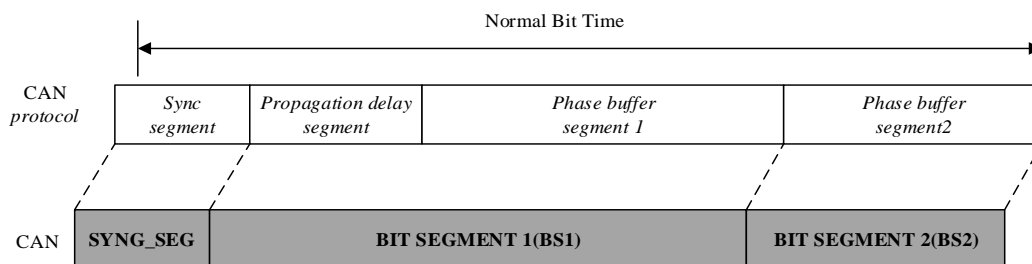 Normal Bit Time
CAN
protocol
Sync
segment
Propagation delay
segment
Phase buffer
segment 1
Phase buffer
segment2
CAN
SYNG_SEG
BIT SEGMENT 1(BS1)
BIT SEGMENT 2(BS2)